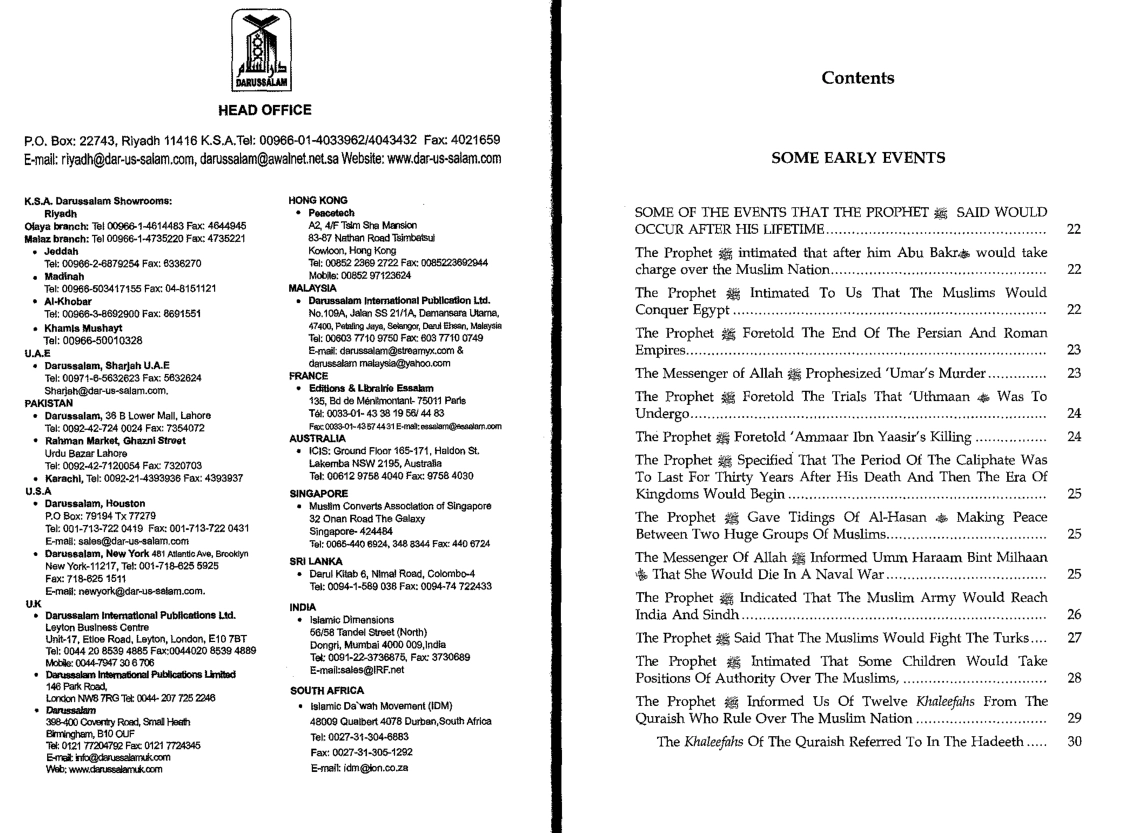 دار السلام
DARUSSALAM
HEAD OFFICE
P.O. Box: 22743, Riyadh 11416 K.S.A.Tel: 00966-01-4033962/4043432 Fax: 4021659
E-mail: riyadh@dar-us-salam.com, darussalam@awalnet.net.sa Website: www.dar-us-salam.com
K.S.A. Darussalam Showrooms:
Riyadh
Olaya branch: Tel 00966-1-4614483 Fax: 4644945
Malaz branch: Tel 00966-1-4735220 Fax: 4735221
• Jeddah
Tel: 00966-2-6879254 Fax: 6336270
• Madinah
Tel: 00966-503417155 Fax: 04-8151121
• Al-Khobar
Tel: 00966-3-8692900 Fax: 8691551
• Khamis Mushayt
Tel: 00966-50010328
U.A.E
• Darussalam, Sharjah U.A.E
Tel: 00971-6-5632623 Fax: 5632624
Sharjah@dar-us-salam.com.
PAKISTAN
• Darussalam, 36 B Lower Mall, Lahore
Tel: 0092-42-724 0024 Fax: 7354072
• Rahman Market, Ghazni Street
Urdu Bazar Lahore
Tel: 0092-42-7120054 Fax: 7320703
• Karachi, Tel: 0092-21-4393936 Fax: 4393937
U.S.A
• Darussalam, Houston
P.O Box: 79194 Tx 77279
Tel: 001-713-722 0419 Fax: 001-713-722 0431
E-mail: sales@dar-us-salam.com
• Darussalam, New York 481 Atlantic Ave, Brooklyn
New York-11217, Tel: 001-718-625 5925
Fax: 718-625 1511
E-mail: newyork@dar-us-salam.com.
U.K
• Darussalam International Publications Ltd.
Leyton Business Centre
Unit-17, Etloe Road, Leyton, London, E10 7BT
Tel: 0044 20 8539 4885 Fax:0044020 8539 4889
Mobile: 0044-7947 30 6 706
• Darussalam International Publications Limited
146 Park Road,
London NW8 7RG Tel: 0044- 207 725 2246
• Darussalam
398-400 Coventry Road, Small Heath
Birmingham, B10 OUF
Tel: 0121 77204792 Fax: 0121 7724345
E-mail: info@darussalamuk.com
Web: www.darussalamuk.com
HONG KONG
• Peacetech
A2, 4/F Tsim Sha Mansion
83-87 Nathan Road Tsimbatsui
Kowloon, Hong Kong
Tel: 00852 2369 2722 Fax: 0085223692944
Mobile: 00852 97123624
MALAYSIA
• Darussalam International Publication Ltd.
No.109A, Jalan SS 21/1A, Damansara Utama,
47400, Petaling Jaya, Selangor, Darul Ehsan, Malaysia
Tel: 00603 7710 9750 Fax: 603 7710 0749
E-mail: darussalam@streamyx.com &
darussalam malaysia@yahoo.com
FRANCE
• Editions & Librairie Essalam
135, Bd de Ménilmontant- 75011 Paris
Tél: 0033-01- 43 38 19 56/ 44 83
Fax: 0033-01- 43 57 44 31 E-mail: essalam@essalam.com
AUSTRALIA
• ICIS: Ground Floor 165-171, Haldon St.
Lakemba NSW 2195, Australia
Tel: 00612 9758 4040 Fax: 9758 4030
SINGAPORE
• Muslim Converts Association of Singapore
32 Onan Road The Galaxy
Singapore- 424484
Tel: 0065-440 6924, 348 8344 Fax: 440 6724
SRI LANKA
• Darul Kitab 6, Nimal Road, Colombo-4
Tel: 0094-1-589 038 Fax: 0094-74 722433
INDIA
• Islamic Dimensions
56/58 Tandel Street (North)
Dongri, Mumbai 4000 009,India
Tel: 0091-22-3736875, Fax: 3730689
E-mail:sales@IRF.net
SOUTH AFRICA
• Islamic Da`wah Movement (IDM)
48009 Qualbert 4078 Durban,South Africa
Tel: 0027-31-304-6883
Fax: 0027-31-305-1292
E-mail: idm@ion.co.za
Contents
SOME EARLY EVENTS
SOME OF THE EVENTS THAT THE PROPHET ﷺ SAID WOULD
OCCUR AFTER HIS LIFETIME.................................................. 22
The Prophet ﷺ intimated that after him Abu Bakr would take
charge over the Muslim Nation................................................. 22
The Prophet ﷺ Intimated To Us That The Muslims Would
Conquer Egypt ........................................................................ 22
The Prophet ﷺ Foretold The End Of The Persian And Roman
Empires................................................................................... 23
The Messenger of Allah ﷺ Prophesized 'Umar's Murder.............. 23
The Prophet ﷺ Foretold The Trials That 'Uthmaan Was To
Undergo.................................................................................. 24
The Prophet ﷺ Foretold 'Ammaar Ibn Yaasir's Killing ................. 24
The Prophet ﷺ Specified That The Period Of The Caliphate Was
To Last For Thirty Years After His Death And Then The Era Of
Kingdoms Would Begin ........................................................... 25
The Prophet ﷺ Gave Tidings Of Al-Hasan Making Peace
Between Two Huge Groups Of Muslims..................................... 25
The Messenger Of Allah ﷺ Informed Umm Haraam Bint Milhaan
That She Would Die In A Naval War..................................... 25
The Prophet ﷺ Indicated That The Muslim Army Would Reach
India And Sindh...................................................................... 26
The Prophet ﷺ Said That The Muslims Would Fight The Turks.... 27
The Prophet ﷺ Intimated That Some Children Would Take
Positions Of Authority Over The Muslims, ................................. 28
The Prophet ﷺ Informed Us Of Twelve Khaleefahs From The
Quraish Who Rule Over The Muslim Nation .............................. 29
The Khaleefahs Of The Quraish Referred To In The Hadeeth ..... 30